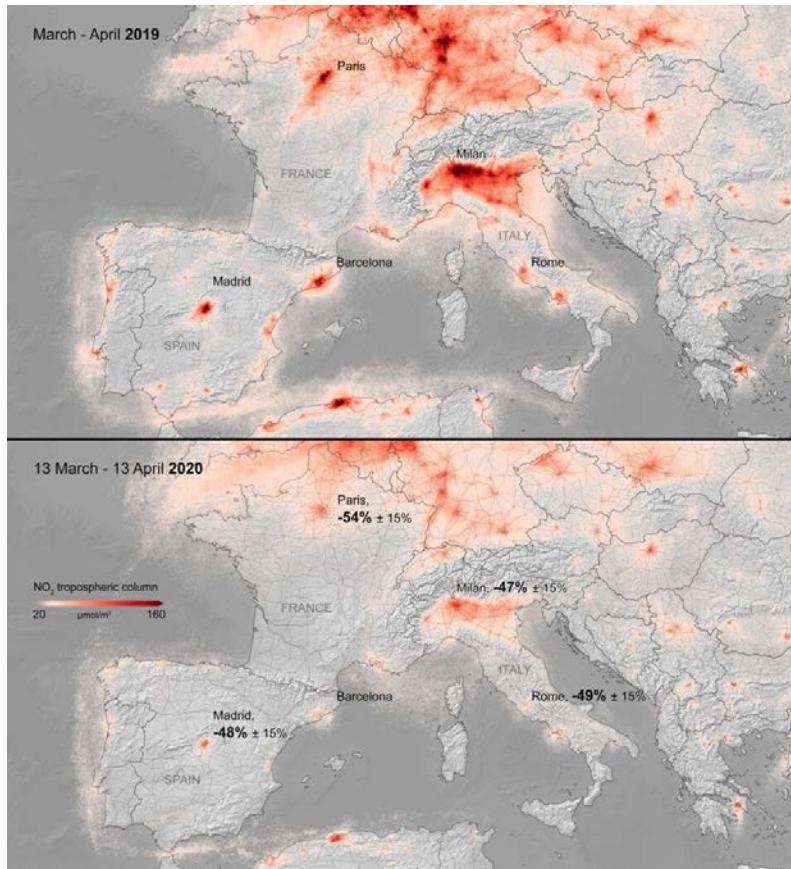 March - April 2019
Paris
FRANCE
Milan
ITALY
Barcelona
Rome
Madrid
SPAIN
13 March - 13 April 2020
Paris,
-54% ± 15%
NO₂ tropospheric column
20 µmol/m² 160
Milan, -47% ± 15%
FRANCE
ITALY
Barcelona
Rome, -49% ± 15%
Madrid,
-48% ± 15%
SPAIN